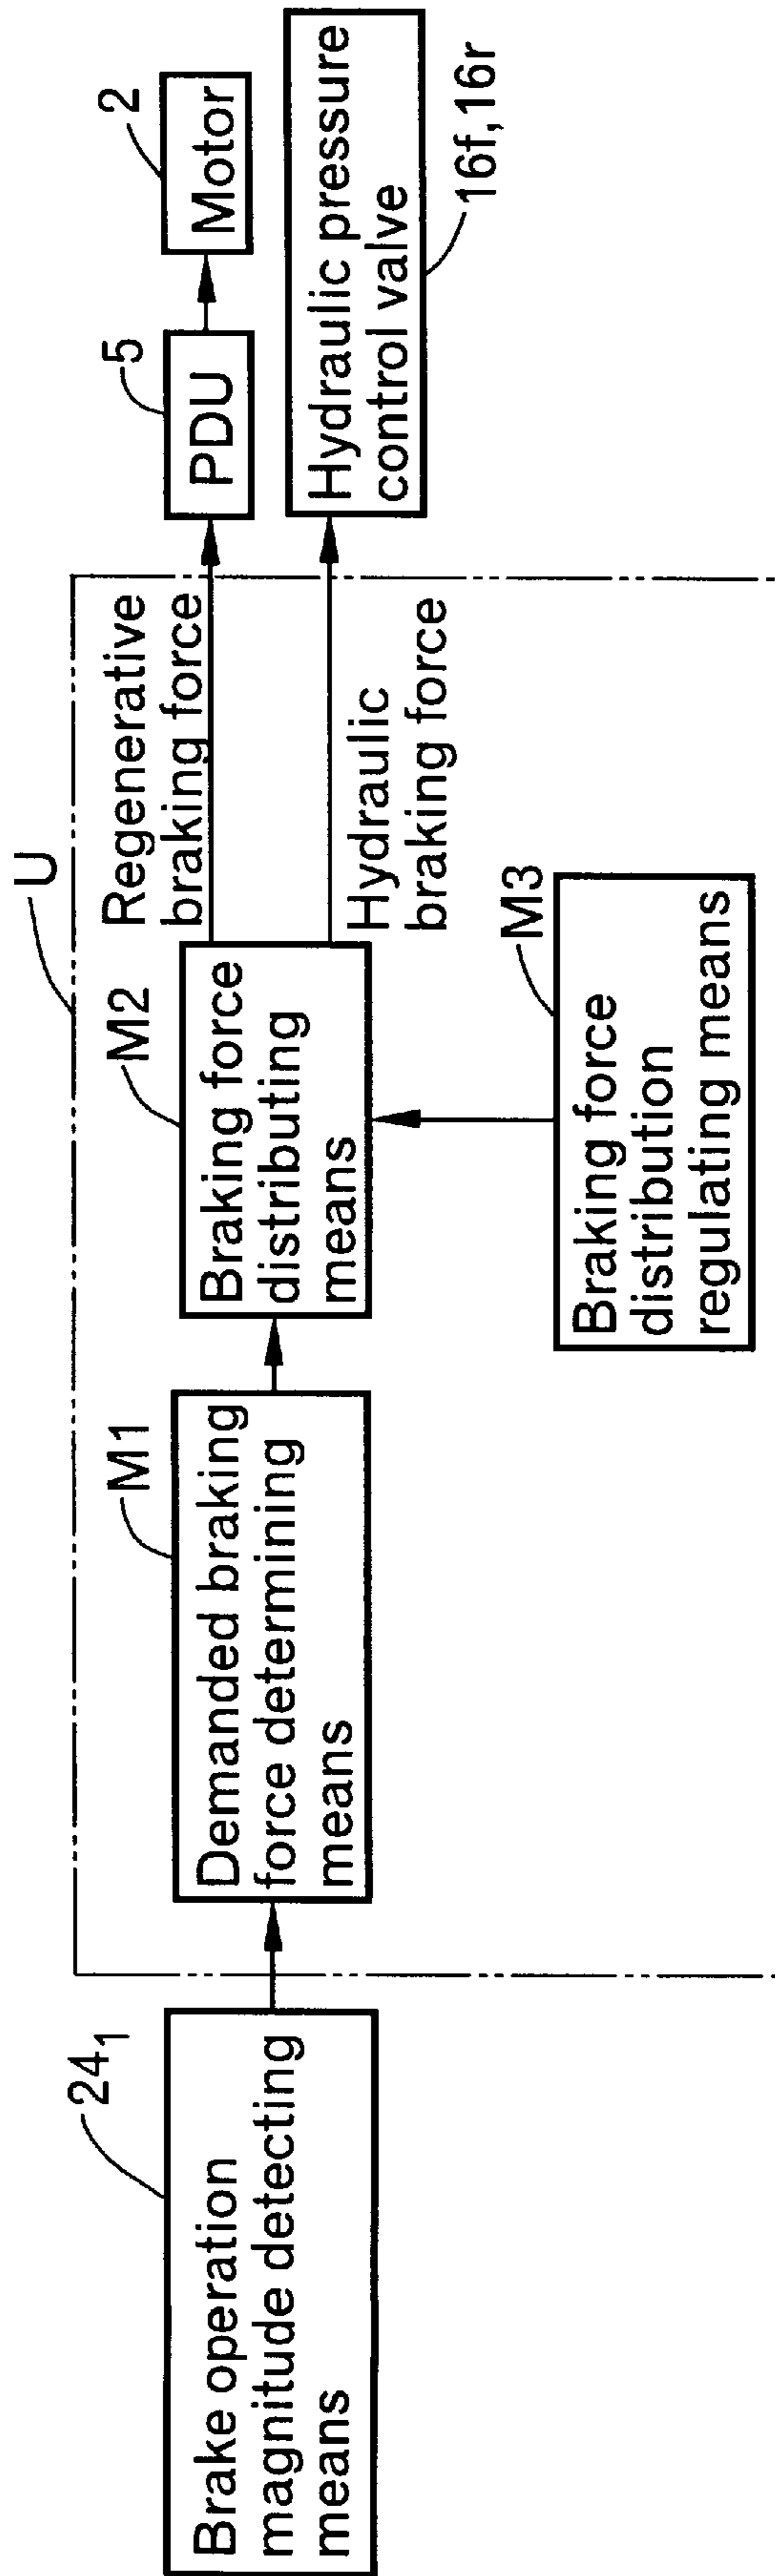 24₁
Brake operation
magnitude detecting
means
U
M1
Demanded braking
force determining
means
M2
Braking force
distributing
means
M3
Braking force
distribution
regulating means
Regenerative
braking force
Hydraulic
braking force
5
PDU
2
Motor
Hydraulic pressure
control valve
16f,16r